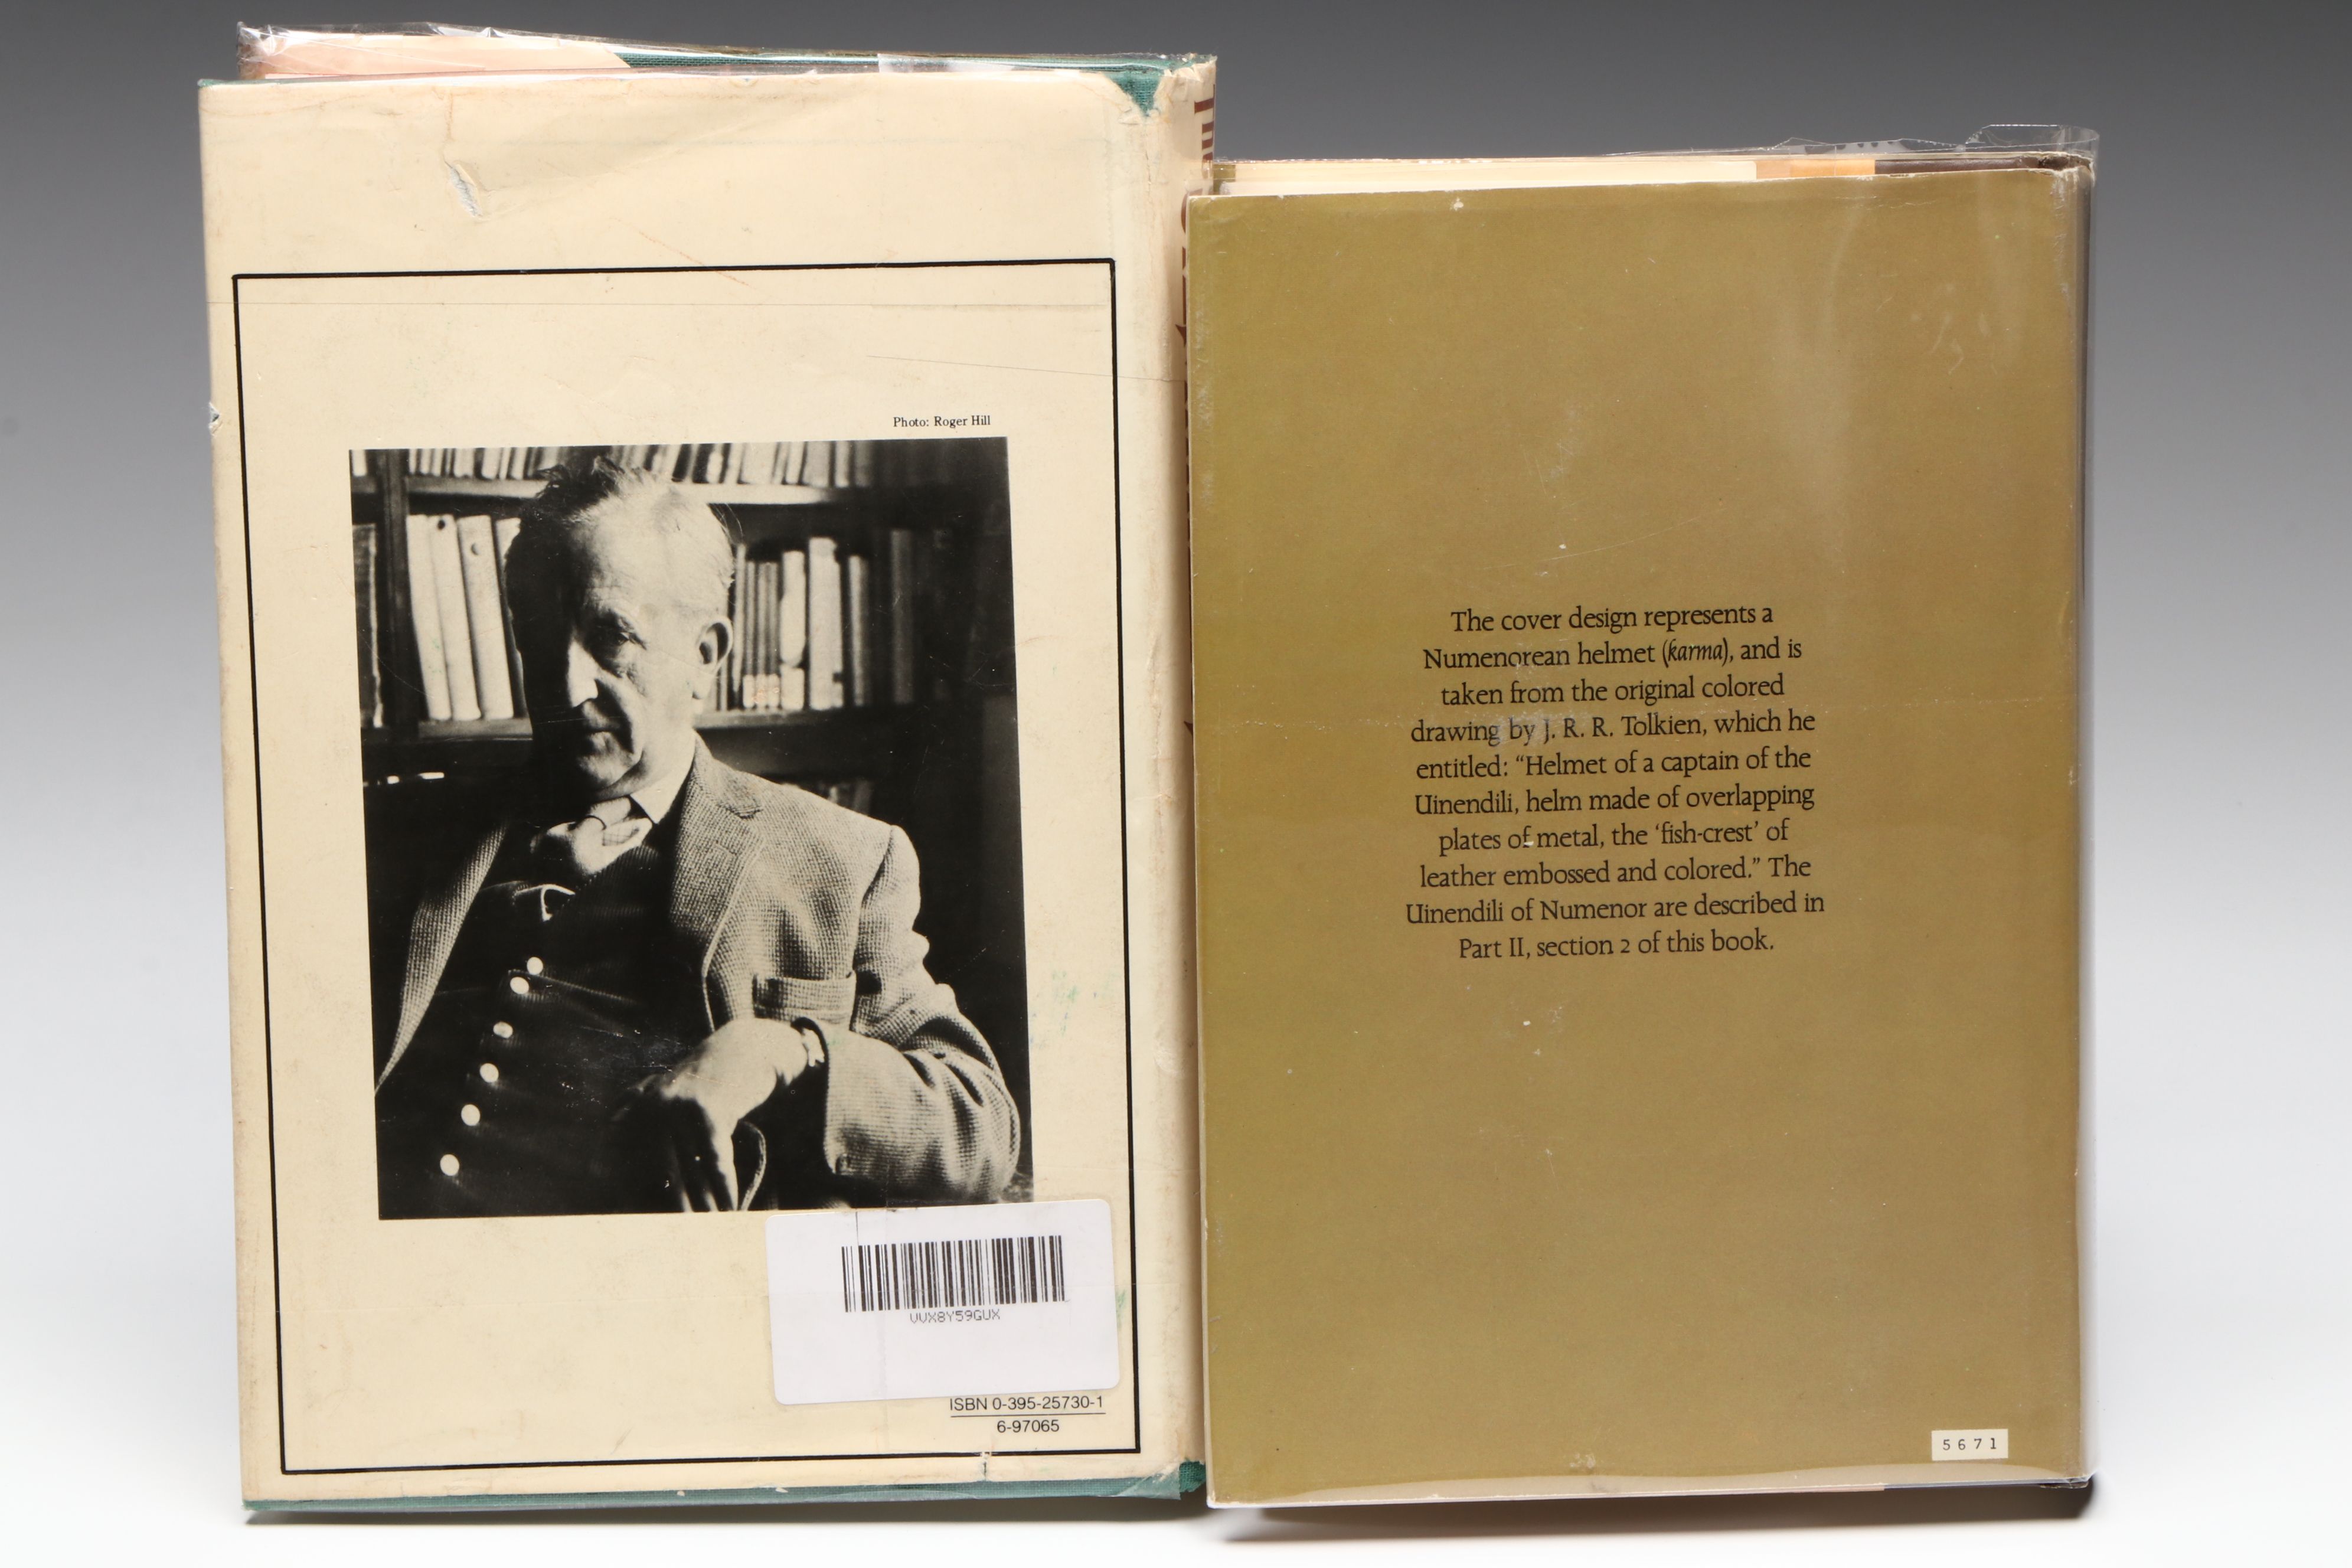 Photo: Roger Hill
VVX8Y59GUX
ISBN 0-395-25730-1
6-97065
The cover design represents a
Numenorean helmet (karma), and is
taken from the original colored
drawing by J. R. R. Tolkien, which he
entitled: “Helmet of a captain of the
Uinendili, helm made of overlapping
plates of metal, the ‘fish-crest’ of
leather embossed and colored.” The
Uinendili of Numenor are described in
Part II, section 2 of this book.
5671